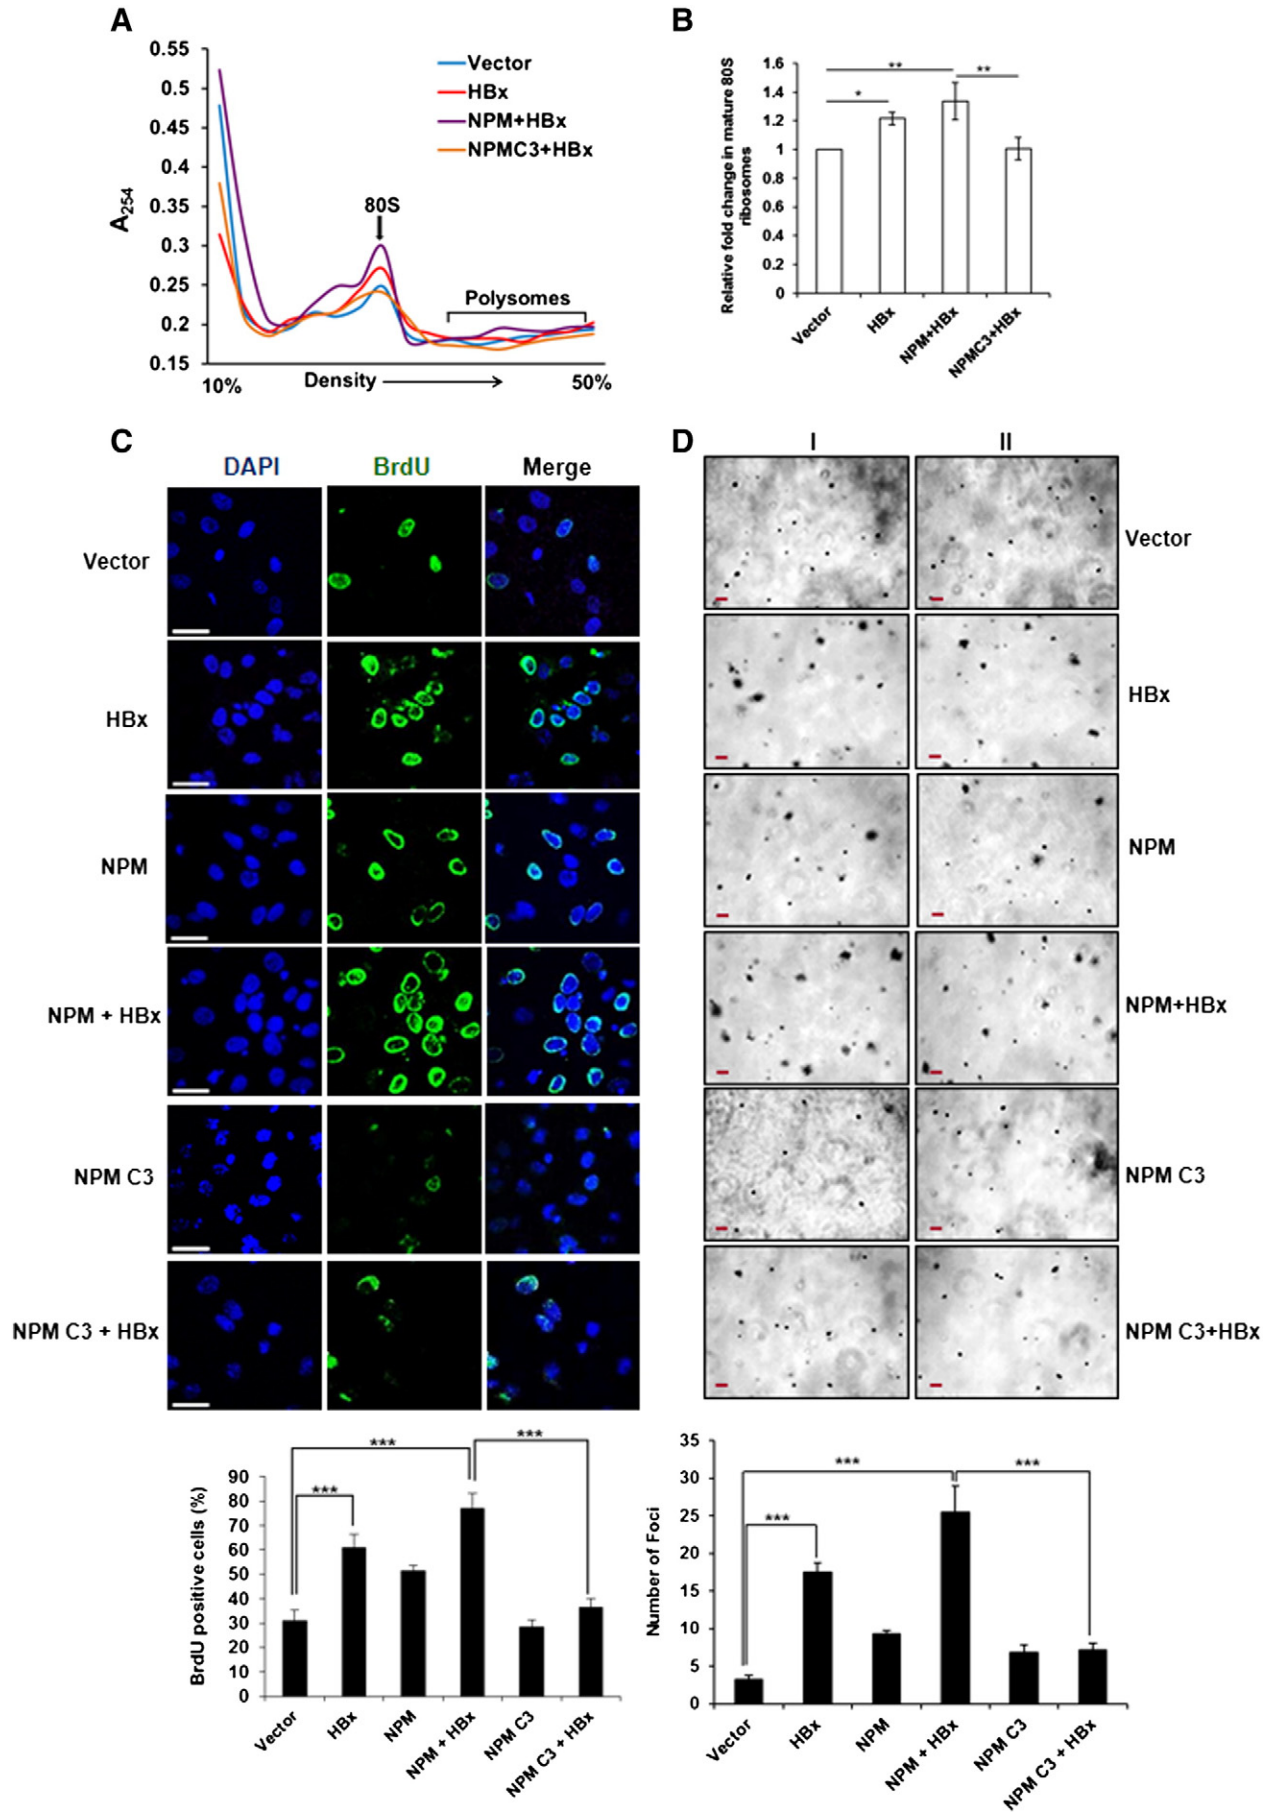 A
0.55
0.5
0.45
0.4
0.35
0.3
0.25
0.2
0.15
A254
Vector
HBx
NPM+HBx
NPMC3+HBx
80S
Polysomes
10%
Density
50%
B
1.6
1.4
1.2
1
0.8
0.6
0.4
0.2
0
Relative fold change in mature 80S
ribosomes
**
**
*
Vector
HBx
NPM+HBx
NPMC3+HBx
C
DAPI
BrdU
Merge
Vector
HBx
NPM
NPM + HBx
NPM C3
NPM C3 + HBx
D
I
II
Vector
HBx
NPM
NPM+HBx
NPM C3
NPM C3+HBx
90
80
70
60
50
40
30
20
10
0
BrdU positive cells (%)
***
***
***
Vector
HBx
NPM
NPM + HBx
NPM C3
NPM C3 + HBx
35
30
25
20
15
10
5
0
Number of Foci
***
***
***
Vector
HBx
NPM
NPM + HBx
NPM C3
NPM C3 + HBx